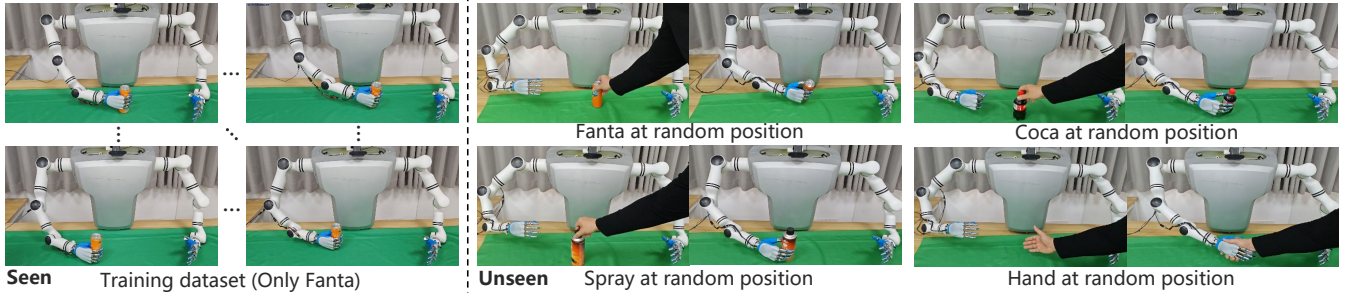 Fanta at random position
Coca at random position
Seen
Training dataset (Only Fanta)
Unseen
Spray at random position
Hand at random position